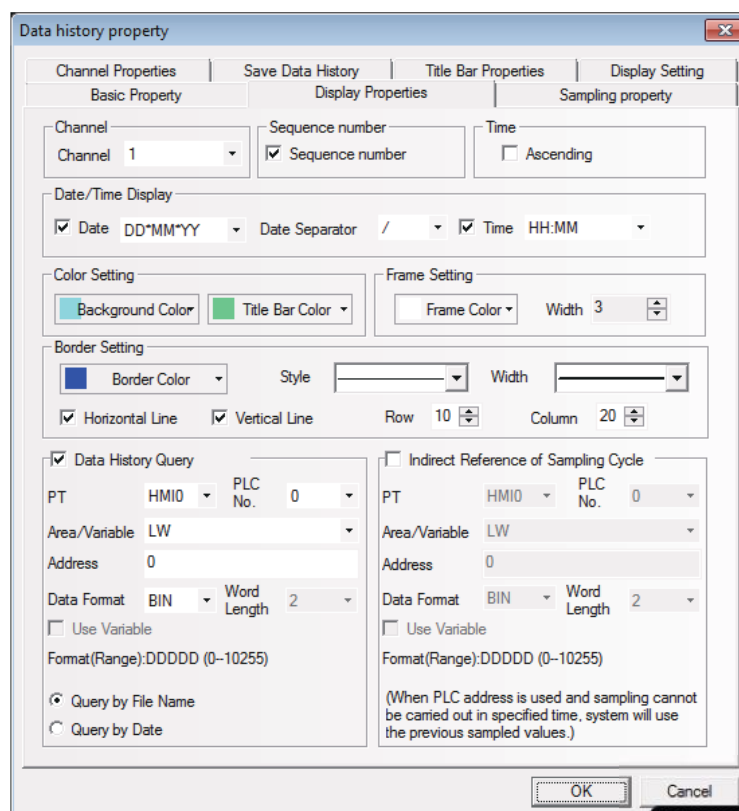 Data history property
Channel Properties Save Data History Title Bar Properties Display Setting
Basic Property Display Properties Sampling property
Channel Sequence number Time
Channel 1 Sequence number Ascending
Date/Time Display
Date DD*MM*YY Date Separator / Time HH:MM
Color Setting Frame Setting
Background Color Title Bar Color Frame Color Width 3
Border Setting
Border Color Style Width
Horizontal Line Vertical Line Row 10 Column 20
Data History Query
PT HMI0 PLC No. 0
Area/Variable LW
Address 0
Data Format BIN Word Length 2
Use Variable
Format(Range):DDDDD (0--10255)
Query by File Name
Query by Date
Indirect Reference of Sampling Cycle
PT HMI0 PLC No. 0
Area/Variable LW
Address 0
Data Format BIN Word Length 2
Use Variable
Format(Range):DDDDD (0--10255)
(When PLC address is used and sampling cannot
be carried out in specified time, system will use
the previous sampled values.)
OK Cancel